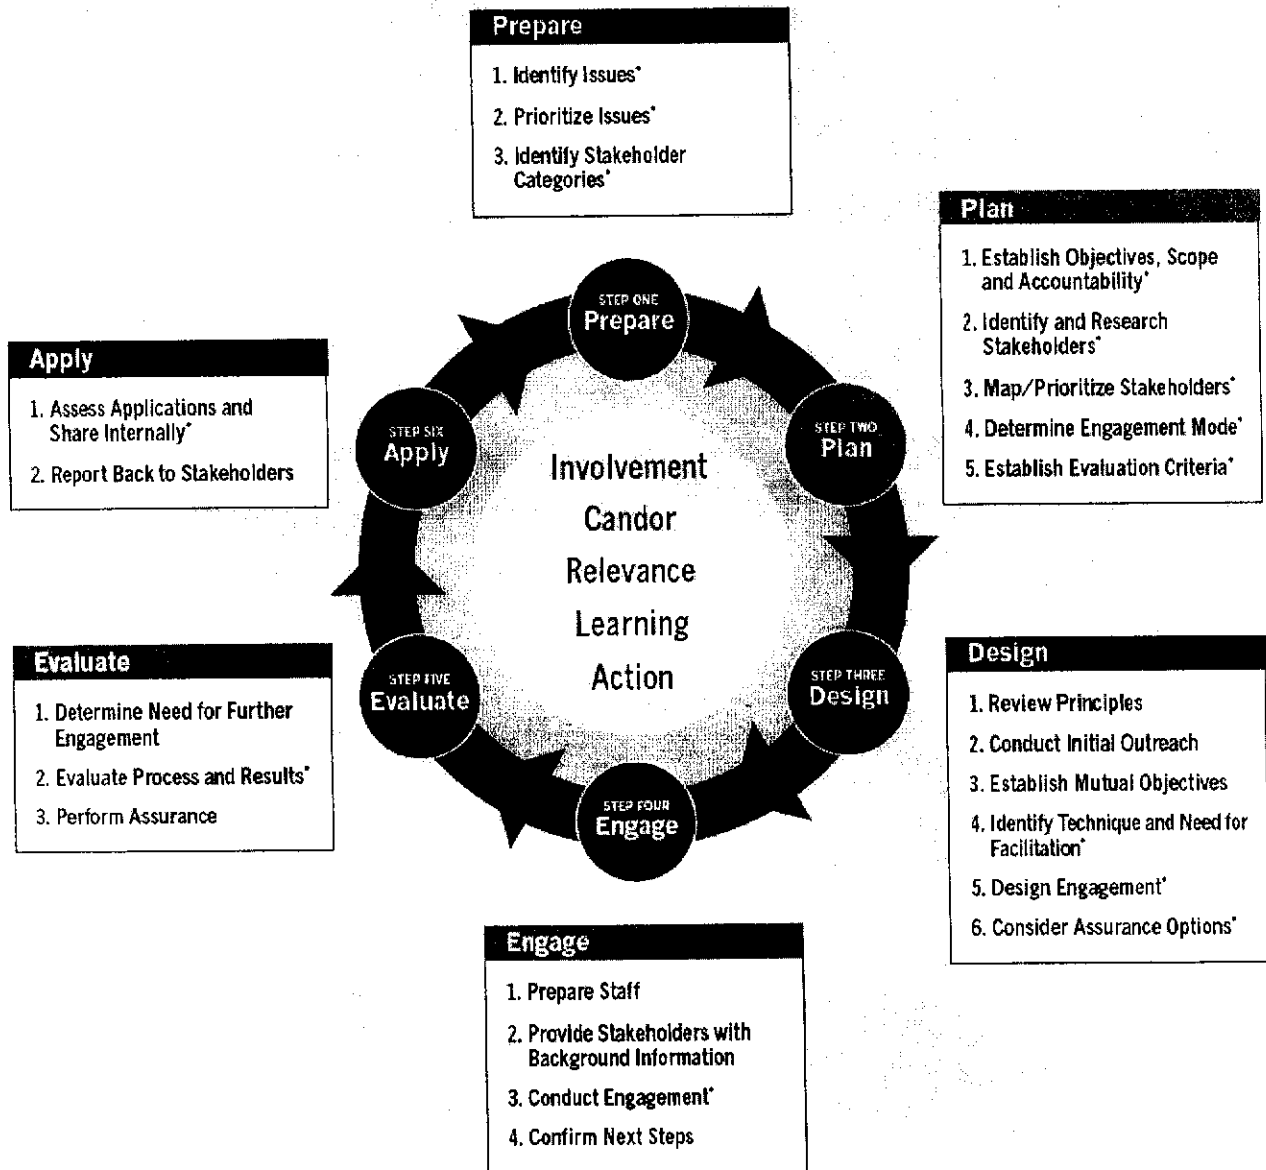 Prepare
1. Identify Issues*
2. Prioritize Issues*
3. Identify Stakeholder
Categories*
Plan
1. Establish Objectives, Scope
and Accountability*
2. Identify and Research
Stakeholders*
3. Map/Prioritize Stakeholders*
4. Determine Engagement Mode*
5. Establish Evaluation Criteria*
Apply
1. Assess Applications and
Share Internally*
2. Report Back to Stakeholders
STEP ONE
Prepare
STEP TWO
Plan
STEP SIX
Apply
Involvement
Candor
Relevance
Learning
Action
STEP FIVE
Evaluate
STEP THREE
Design
STEP FOUR
Engage
Evaluate
1. Determine Need for Further
Engagement
2. Evaluate Process and Results*
3. Perform Assurance
Design
1. Review Principles
2. Conduct Initial Outreach
3. Establish Mutual Objectives
4. Identify Technique and Need for
Facilitation*
5. Design Engagement*
6. Consider Assurance Options*
Engage
1. Prepare Staff
2. Provide Stakeholders with
Background Information
3. Conduct Engagement*
4. Confirm Next Steps